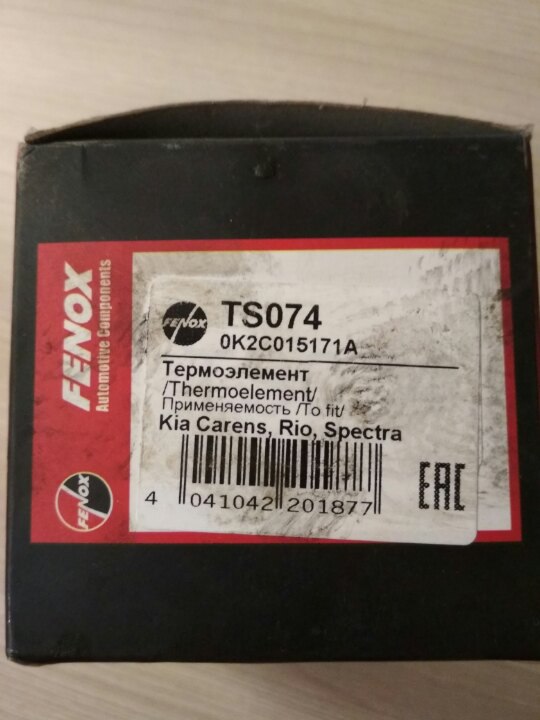 FENOX
Automotive Components
FENOX
FENOX
TS074
0K2C015171A
Термоэлемент
/Thermoelement/
Применяемость /To fit/
Kia Carens, Rio, Spectra
4 041042 201877
EAC